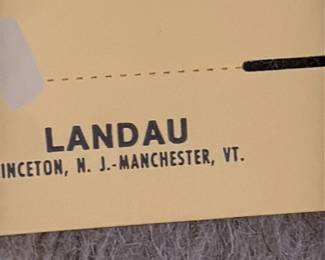 LANDAU
INCETON, N. J.-MANCHESTER, VT.